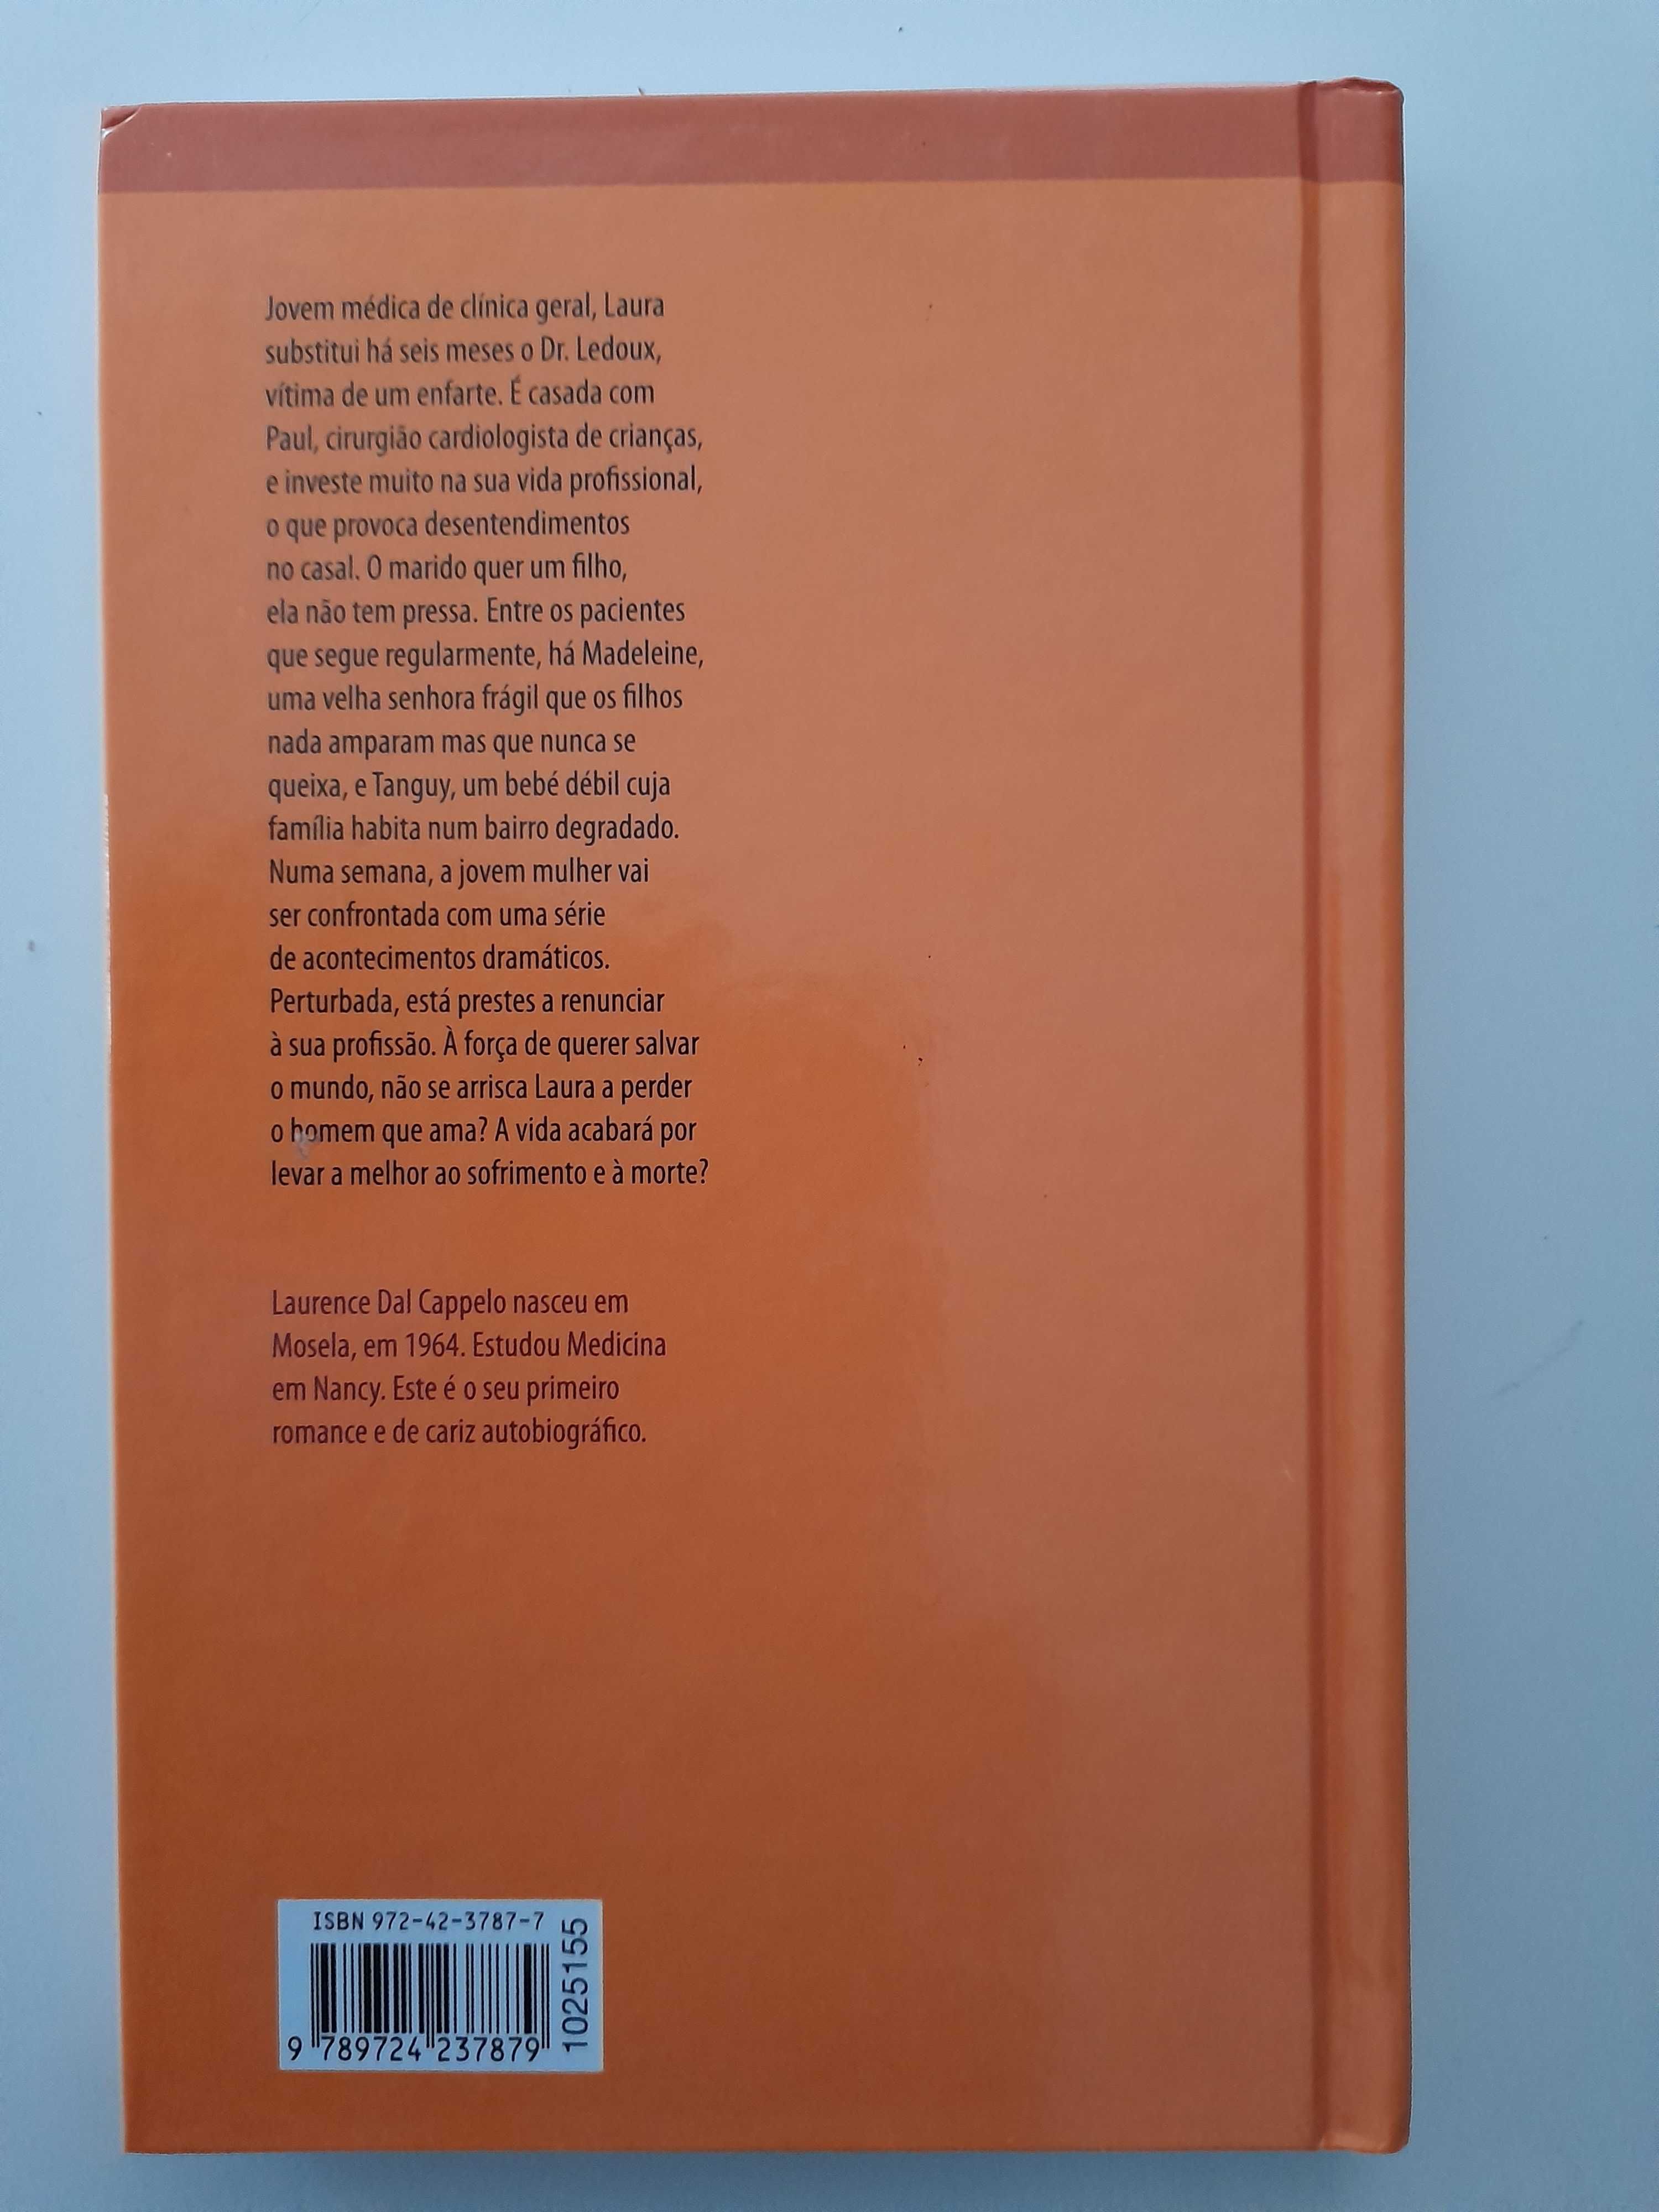 Jovem médica de clínica geral, Laura
substitui há seis meses o Dr. Ledoux,
vítima de um enfarte. É casada com
Paul, cirurgião cardiologista de crianças,
e investe muito na sua vida profissional,
o que provoca desentendimentos
no casal. O marido quer um filho,
ela não tem pressa. Entre os pacientes
que segue regularmente, há Madeleine,
uma velha senhora frágil que os filhos
nada amparam mas que nunca se
queixa, e Tanguy, um bebé débil cuja
família habita num bairro degradado.
Numa semana, a jovem mulher vai
ser confrontada com uma série
de acontecimentos dramáticos.
Perturbada, está prestes a renunciar
à sua profissão. À força de querer salvar
o mundo, não se arrisca Laura a perder
o homem que ama? A vida acabará por
levar a melhor ao sofrimento e à morte?
Laurence Dal Cappelo nasceu em
Mosela, em 1964. Estudou Medicina
em Nancy. Este é o seu primeiro
romance e de cariz autobiográfico.
ISBN 972-42-3787-7
9 789724 237879
1025155